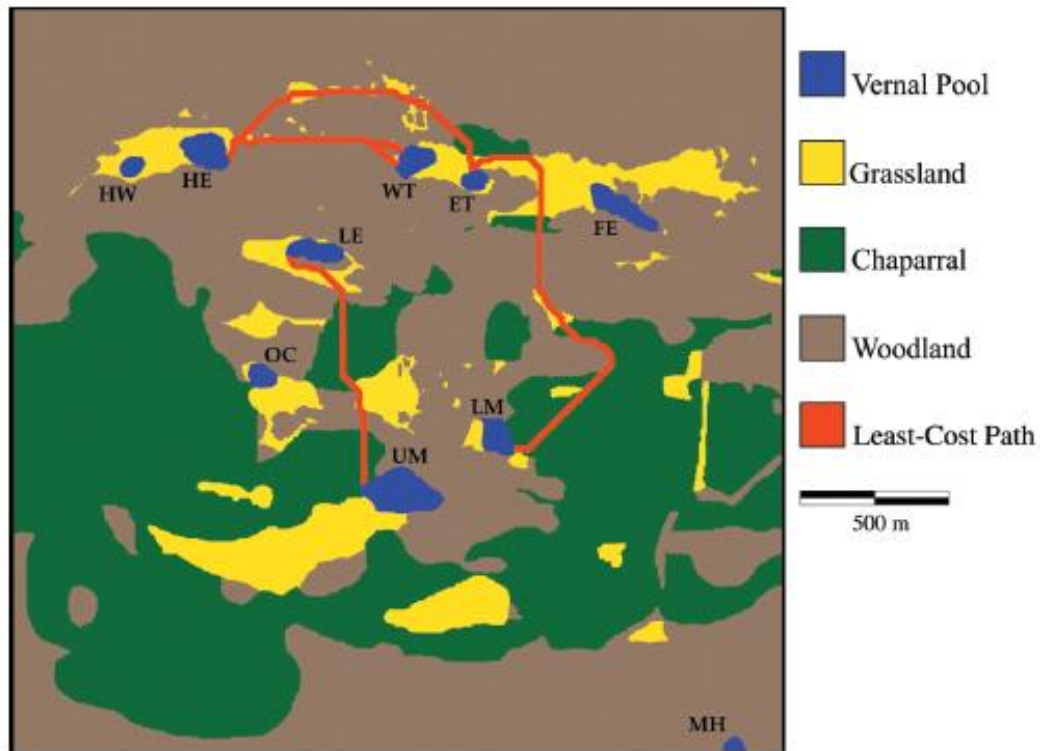 Vernal Pool
Grassland
Chaparral
Woodland
Least-Cost Path
500 m
HW
HE
WT
ET
FE
LE
OC
LM
UM
MH